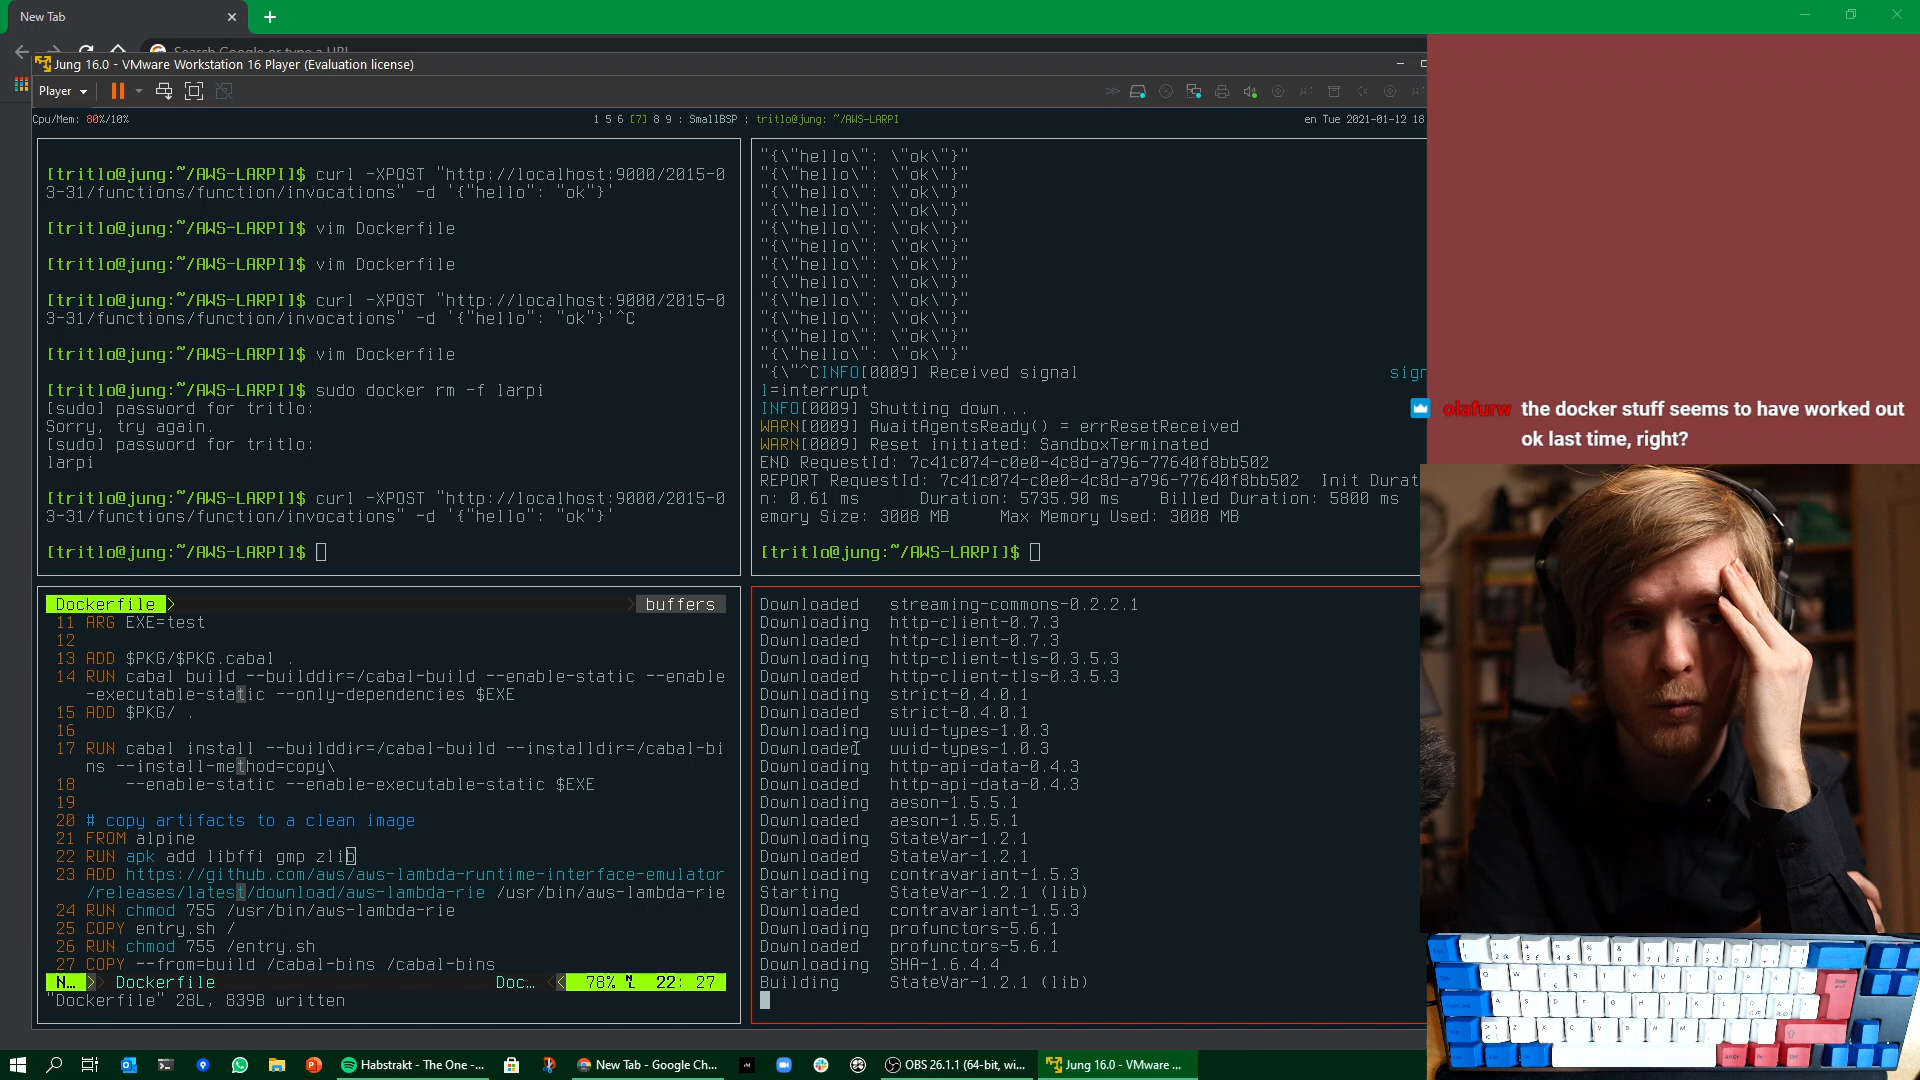 New Tab
Search Google or type a URL
Jung 16.0 - VMware Workstation 16 Player (Evaluation license)
Player
Cpu/Mem: 80%/10%
1 5 6 [7] 8 9 : SmallBSP : tritlo@jung: ~/AWS-LARPI
en Tue 2021-01-12 18
[tritlo@jung:~/AWS-LARPI]$ curl -XPOST "http://localhost:9000/2015-0
3-31/functions/function/invocations" -d '{"hello": "ok"}'
[tritlo@jung:~/AWS-LARPI]$ vim Dockerfile
[tritlo@jung:~/AWS-LARPI]$ vim Dockerfile
[tritlo@jung:~/AWS-LARPI]$ curl -XPOST "http://localhost:9000/2015-0
3-31/functions/function/invocations" -d '{"hello": "ok"}'^C
[tritlo@jung:~/AWS-LARPI]$ vim Dockerfile
[tritlo@jung:~/AWS-LARPI]$ sudo docker rm -f larpi
[sudo] password for tritlo:
Sorry, try again.
[sudo] password for tritlo:
larpi
[tritlo@jung:~/AWS-LARPI]$ curl -XPOST "http://localhost:9000/2015-0
3-31/functions/function/invocations" -d '{"hello": "ok"}'
[tritlo@jung:~/AWS-LARPI]$
"{\"hello\": \"ok\"}"
"{\"hello\": \"ok\"}"
"{\"hello\": \"ok\"}"
"{\"hello\": \"ok\"}"
"{\"hello\": \"ok\"}"
"{\"hello\": \"ok\"}"
"{\"hello\": \"ok\"}"
"{\"hello\": \"ok\"}"
"{\"hello\": \"ok\"}"
"{\"hello\": \"ok\"}"
"{\"hello\": \"ok\"}"
"{\"hello\": \"ok\"}"
"{\"^CINFO[0009] Received signal sign
l=interrupt
INFO[0009] Shutting down...
WARN[0009] AwaitAgentsReady() = errResetReceived
WARN[0009] Reset initiated: SandboxTerminated
END RequestId: 7c41c074-c0e0-4c8d-a796-77640f8bb502
REPORT RequestId: 7c41c074-c0e0-4c8d-a796-77640f8bb502 Init Durat
n: 0.61 ms Duration: 5735.90 ms Billed Duration: 5800 ms
emory Size: 3008 MB Max Memory Used: 3008 MB
[tritlo@jung:~/AWS-LARPI]$
Dockerfile
buffers
11 ARG EXE=test
12
13 ADD $PKG/$PKG.cabal .
14 RUN cabal build --builddir=/cabal-build --enable-static --enable
-executable-static --only-dependencies $EXE
15 ADD $PKG/ .
16
17 RUN cabal install --builddir=/cabal-build --installdir=/cabal-bi
ns --install-method=copy\
18 --enable-static --enable-executable-static $EXE
19
20 # copy artifacts to a clean image
21 FROM alpine
22 RUN apk add libffi gmp zlib
23 ADD https://github.com/aws/aws-lambda-runtime-interface-emulator
/releases/latest/download/aws-lambda-rie /usr/bin/aws-lambda-rie
24 RUN chmod 755 /usr/bin/aws-lambda-rie
25 COPY entry.sh /
26 RUN chmod 755 /entry.sh
27 COPY --from=build /cabal-bins /cabal-bins
N... Dockerfile Doc... 78% 22: 27
"Dockerfile" 28L, 839B written
Downloaded streaming-commons-0.2.2.1
Downloading http-client-0.7.3
Downloaded http-client-0.7.3
Downloading http-client-tls-0.3.5.3
Downloaded http-client-tls-0.3.5.3
Downloading strict-0.4.0.1
Downloaded strict-0.4.0.1
Downloading uuid-types-1.0.3
Downloaded uuid-types-1.0.3
Downloading http-api-data-0.4.3
Downloaded http-api-data-0.4.3
Downloading aeson-1.5.5.1
Downloaded aeson-1.5.5.1
Downloading StateVar-1.2.1
Downloaded StateVar-1.2.1
Downloading contravariant-1.5.3
Starting StateVar-1.2.1 (lib)
Downloaded contravariant-1.5.3
Downloading profunctors-5.6.1
Downloaded profunctors-5.6.1
Downloading SHA-1.6.4.4
Building StateVar-1.2.1 (lib)
olafurw the docker stuff seems to have worked out
ok last time, right?
Habstrakt - The One -...
New Tab - Google Ch...
OBS 26.1.1 (64-bit, wi...
Jung 16.0 - VMware ...